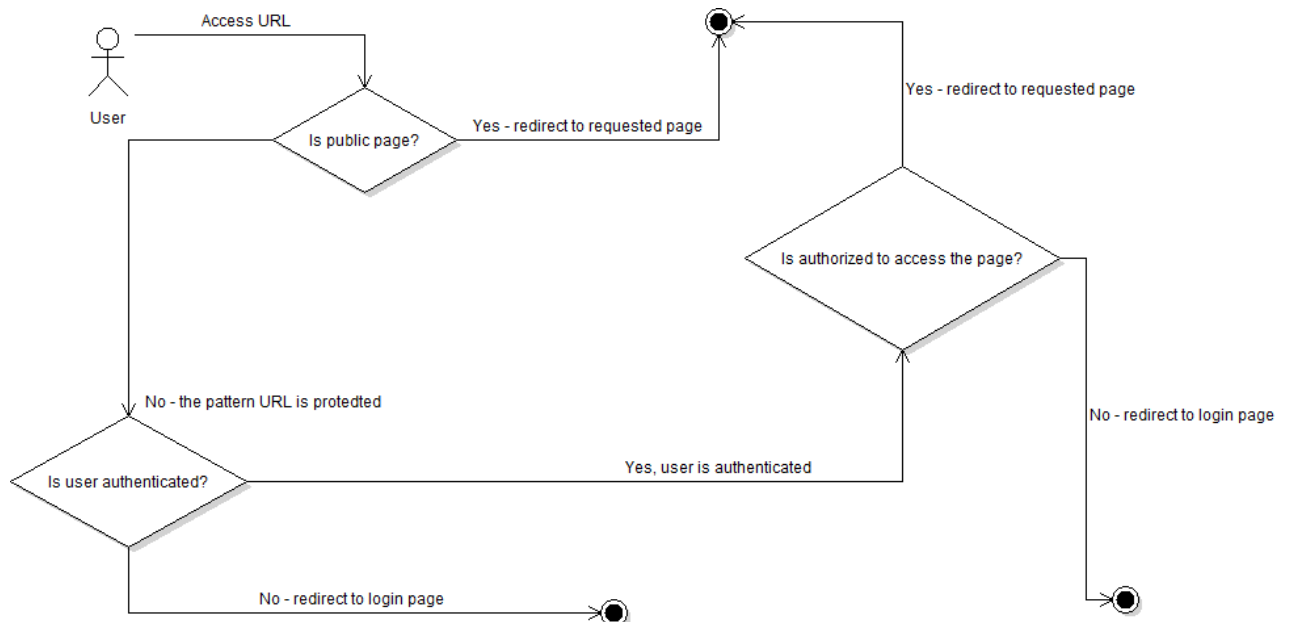 Access URL
User
Is public page?
Yes - redirect to requested page
Yes - redirect to requested page
Is authorized to access the page?
No - the pattern URL is protedted
No - redirect to login page
Is user authenticated?
Yes, user is authenticated
No - redirect to login page